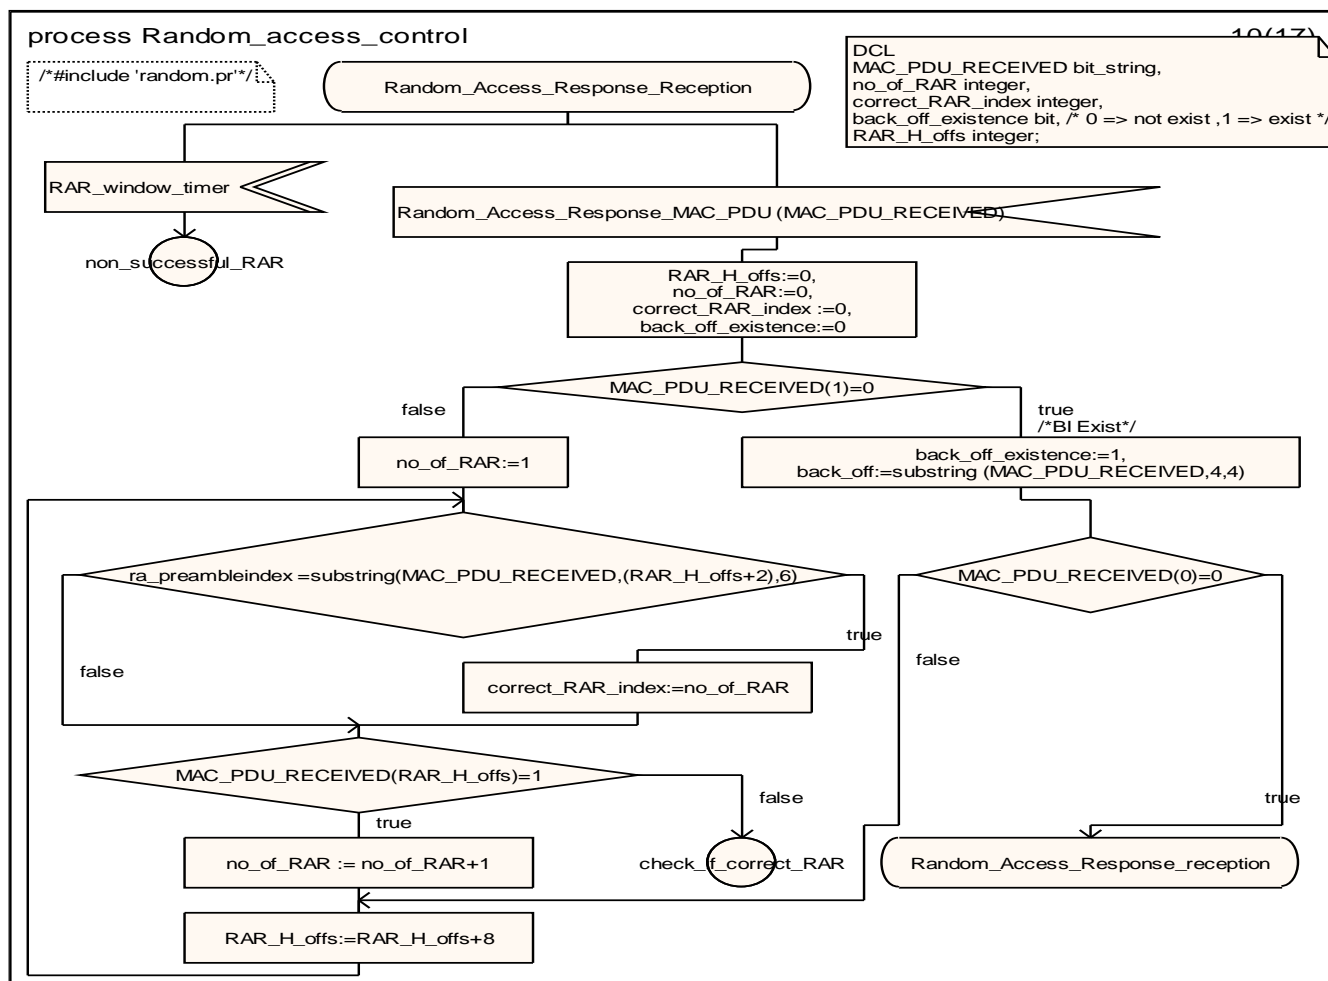 process Random_access_control
10(17)
/*#include 'random.pr'*/
Random_Access_Response_Reception
DCL
MAC_PDU_RECEIVED bit_string,
no_of_RAR integer,
correct_RAR_index integer,
back_off_existence bit, /* 0 => not exist ,1 => exist */
RAR_H_offs integer;
RAR_window_timer
Random_Access_Response_MAC_PDU (MAC_PDU_RECEIVED)
non_successful_RAR
RAR_H_offs:=0,
no_of_RAR:=0,
correct_RAR_index :=0,
back_off_existence:=0
MAC_PDU_RECEIVED(1)=0
false
true
/*BI Exist*/
no_of_RAR:=1
back_off_existence:=1,
back_off:=substring (MAC_PDU_RECEIVED,4,4)
ra_preambleindex =substring(MAC_PDU_RECEIVED,(RAR_H_offs+2),6)
MAC_PDU_RECEIVED(0)=0
true
false
false
correct_RAR_index:=no_of_RAR
MAC_PDU_RECEIVED(RAR_H_offs)=1
false
true
true
no_of_RAR := no_of_RAR+1
check_if_correct_RAR
Random_Access_Response_reception
RAR_H_offs:=RAR_H_offs+8